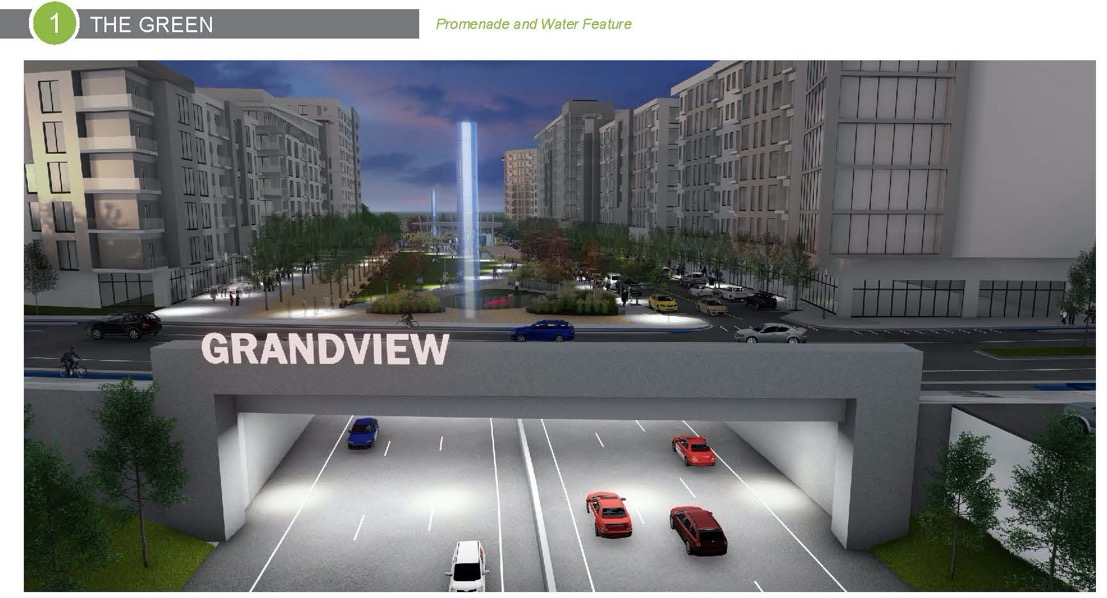 1 THE GREEN
Promenade and Water Feature
GRANDVIEW